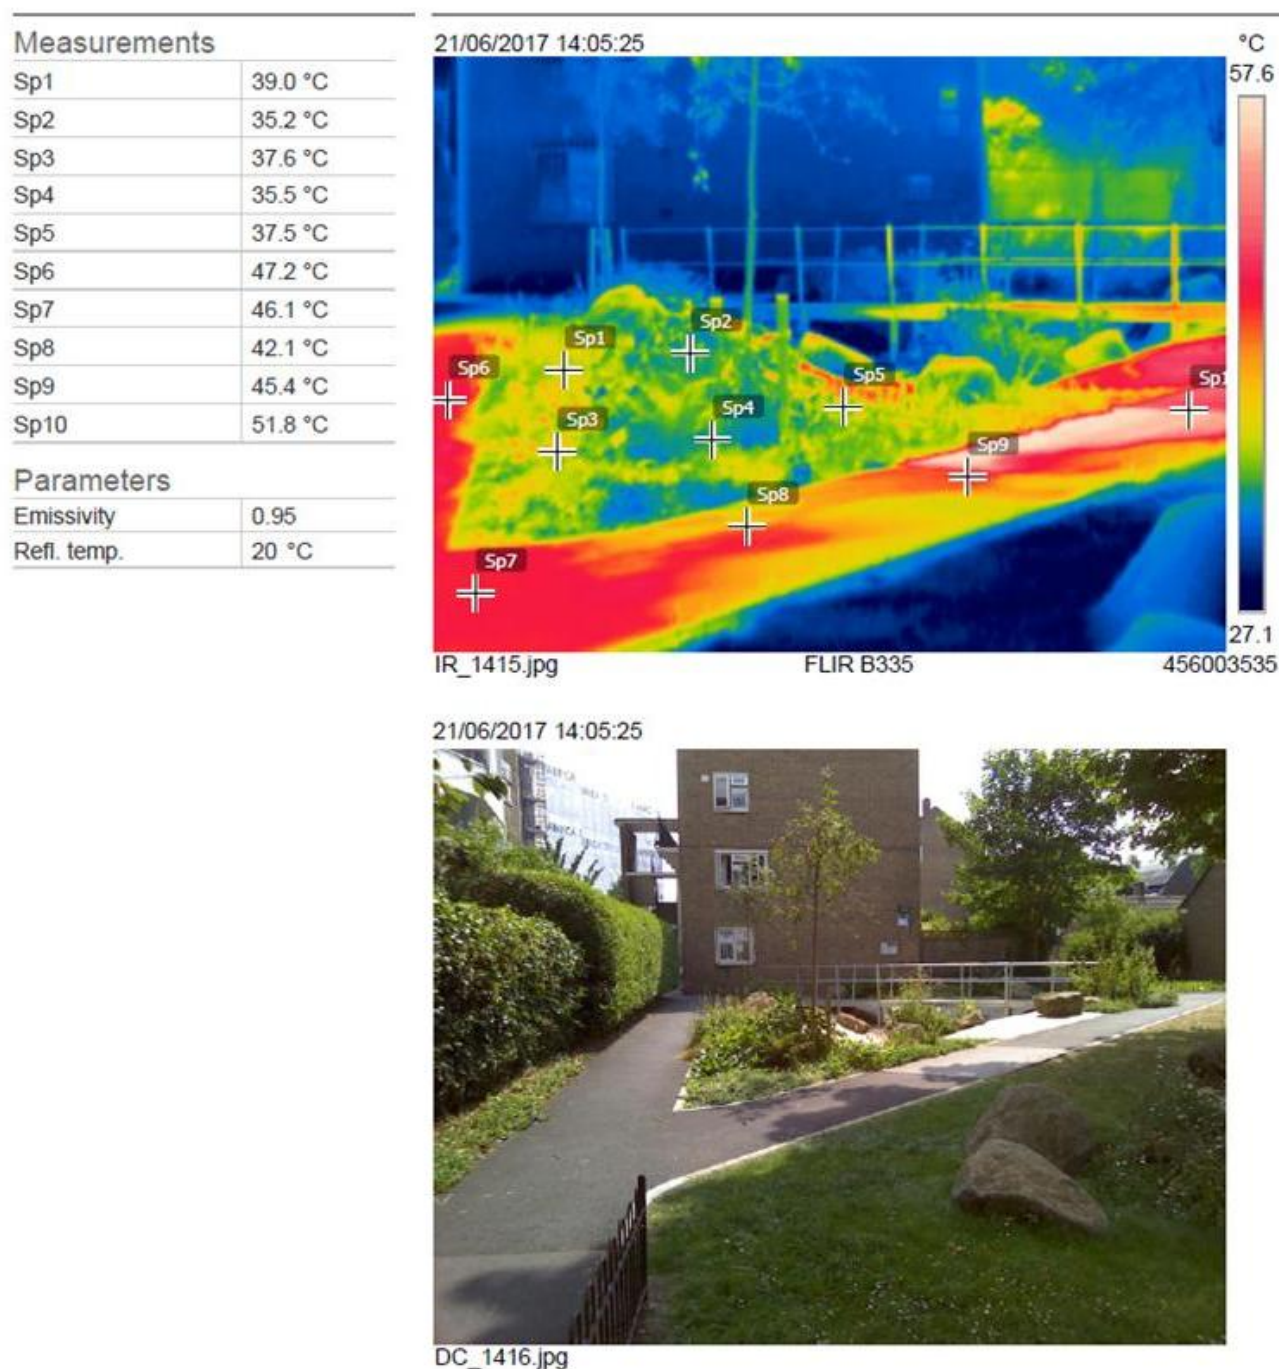 Measurements
Sp1 39.0 °C
Sp2 35.2 °C
Sp3 37.6 °C
Sp4 35.5 °C
Sp5 37.5 °C
Sp6 47.2 °C
Sp7 46.1 °C
Sp8 42.1 °C
Sp9 45.4 °C
Sp10 51.8 °C
Parameters
Emissivity 0.95
Refl. temp. 20 °C
21/06/2017 14:05:25 °C
57.6
Sp2
Sp1
Sp6
Sp5
Sp1
Sp4
Sp3
Sp9
Sp8
Sp7
27.1
IR_1415.jpg FLIR B335 456003535
21/06/2017 14:05:25
DC_1416.jpg